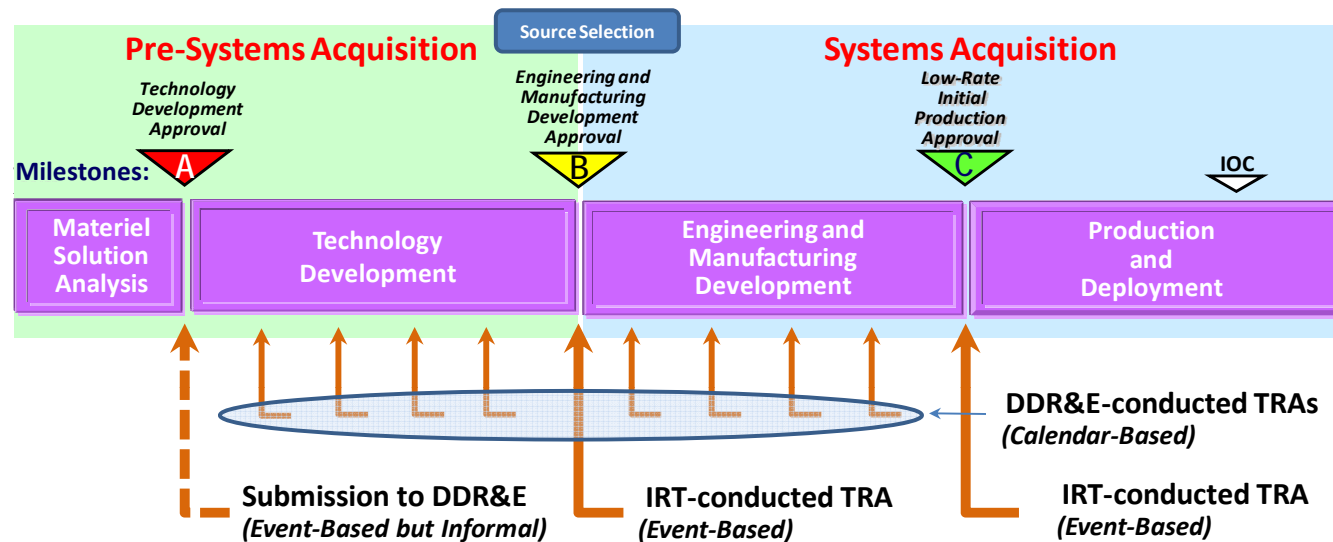 Source Selection
Pre-Systems Acquisition
Systems Acquisition
Technology
Development
Approval
Engineering and
Manufacturing
Development
Approval
Low-Rate
Initial
Production
Approval
Milestones:
A
B
C
IOC
Materiel
Solution
Analysis
Technology
Development
Engineering and
Manufacturing
Development
Production
and
Deployment
DDR&E-conducted TRAs
(Calendar-Based)
Submission to DDR&E
(Event-Based but Informal)
IRT-conducted TRA
(Event-Based)
IRT-conducted TRA
(Event-Based)